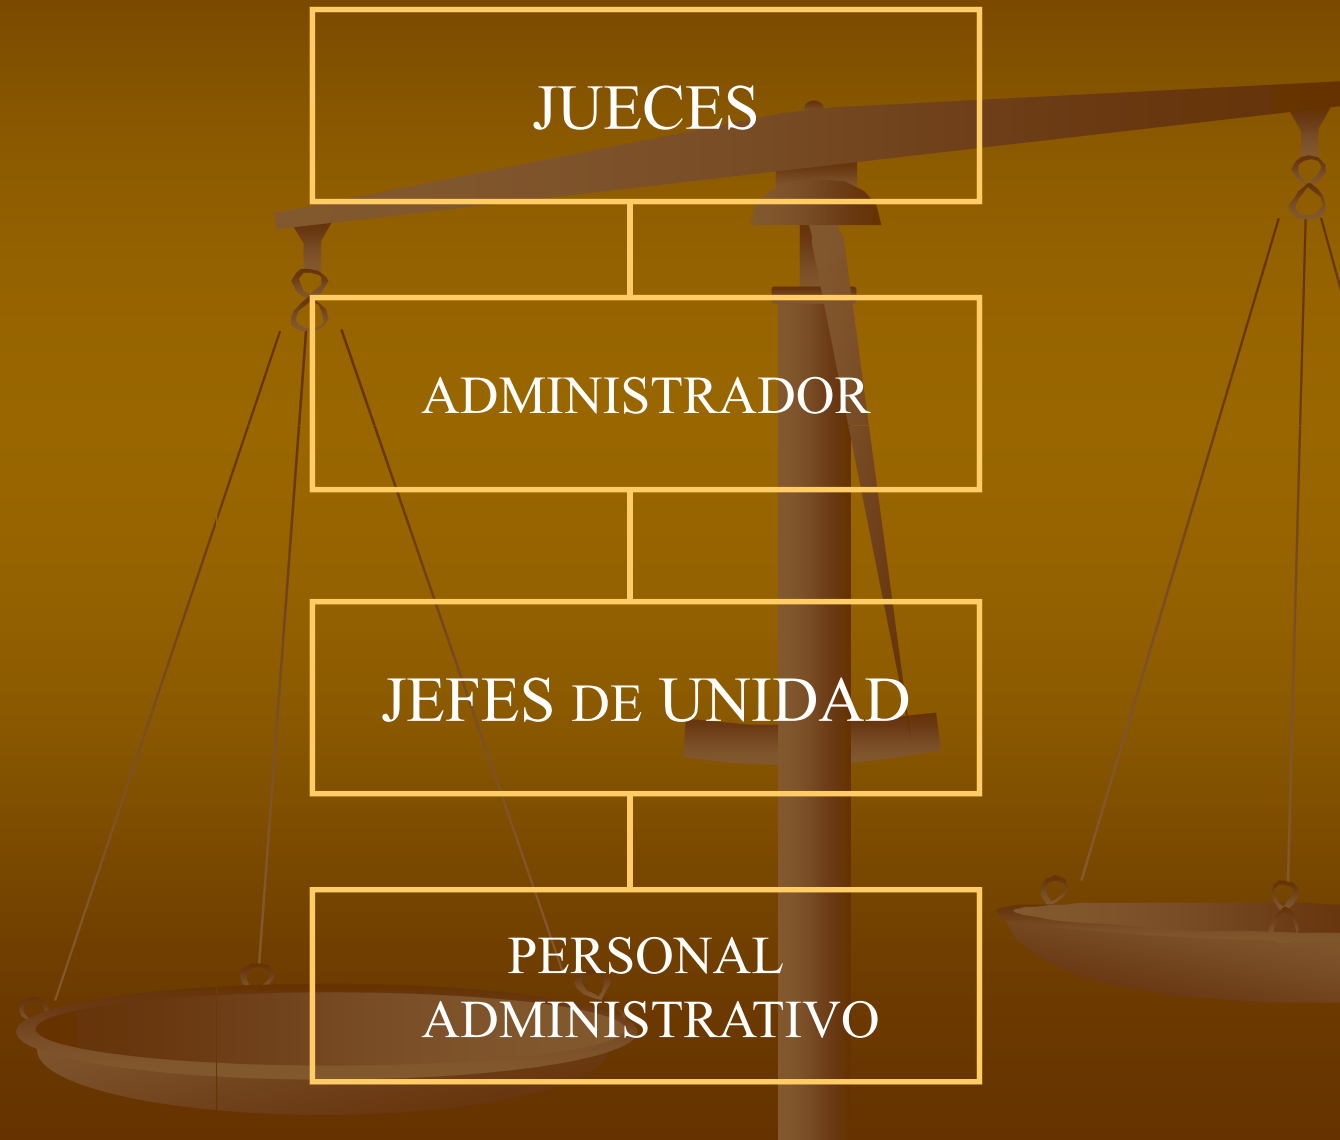 JUECES
ADMINISTRADOR
JEFES DE UNIDAD
PERSONAL
ADMINISTRATIVO